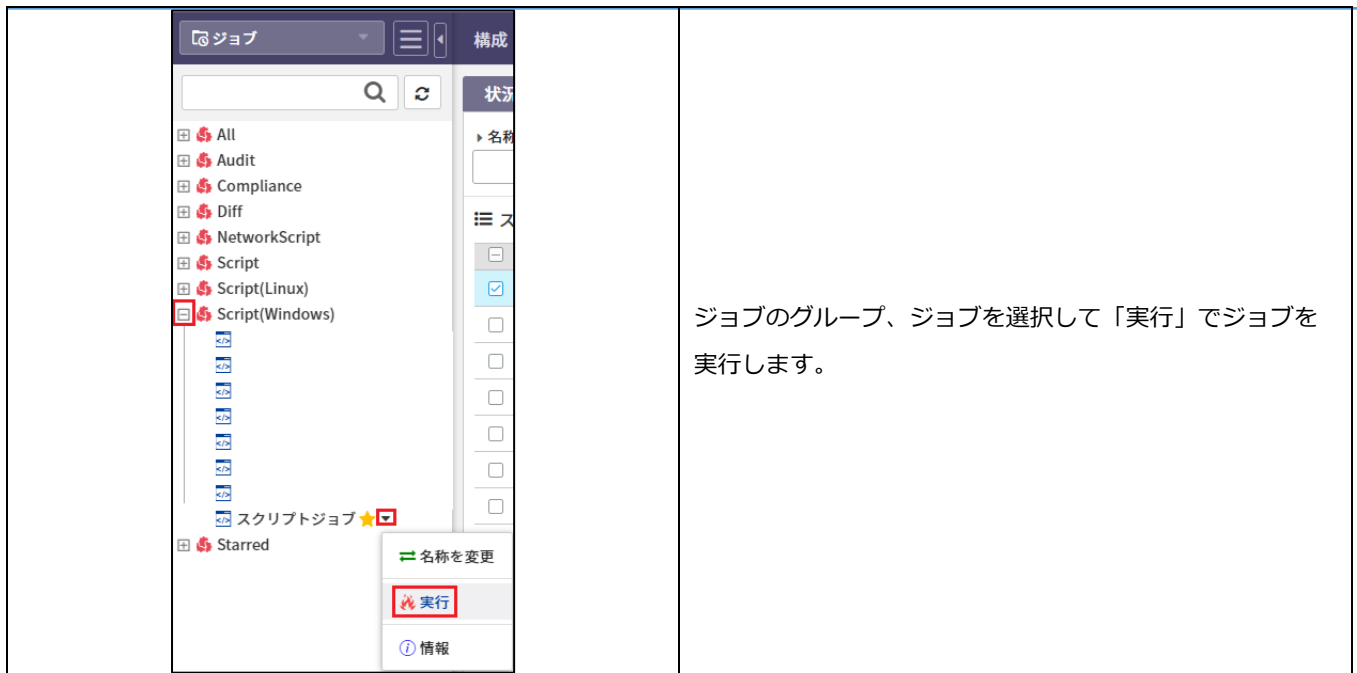 ジョブ
構成
状況
All
▸名称
Audit
Compliance
Diff
NetworkScript
Script
Script(Linux)
Script(Windows)
スクリプトジョブ
Starred
名称を変更
実行
情報
ジョブのグループ、ジョブを選択して「実行」でジョブを
実行します。